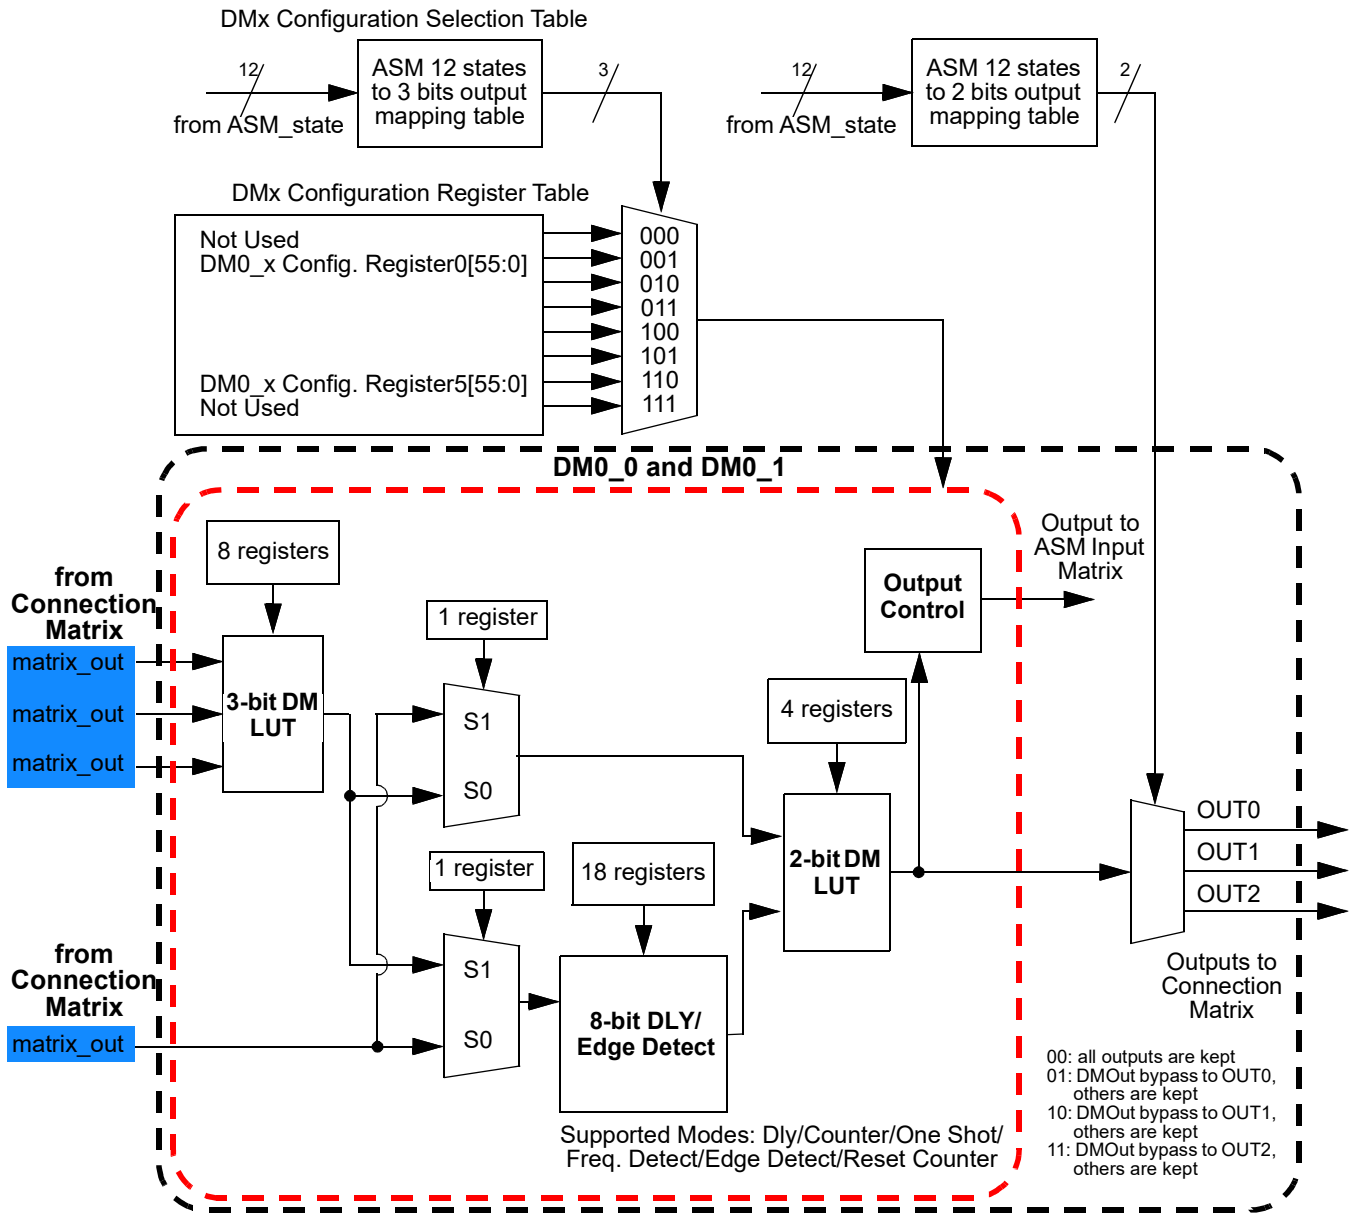 DMx Configuration Selection Table
12
ASM 12 states
to 3 bits output
mapping table
3
from ASM_state
12
ASM 12 states
to 2 bits output
mapping table
2
from ASM_state
DMx Configuration Register Table
Not Used
DM0_x Config. Register0[55:0]
DM0_x Config. Register5[55:0]
Not Used
000
001
010
011
100
101
110
111
DM0_0 and DM0_1
8 registers
from
Connection
Matrix
matrix_out
matrix_out
matrix_out
3-bit DM
LUT
1 register
S1
S0
Output
Control
Output to
ASM Input
Matrix
4 registers
2-bit DM
LUT
OUT0
OUT1
OUT2
Outputs to
Connection
Matrix
1 register
18 registers
S1
S0
8-bit DLY/
Edge Detect
from
Connection
Matrix
matrix_out
Supported Modes: Dly/Counter/One Shot/
Freq. Detect/Edge Detect/Reset Counter
00: all outputs are kept
01: DMOut bypass to OUT0,
others are kept
10: DMOut bypass to OUT1,
others are kept
11: DMOut bypass to OUT2,
others are kept